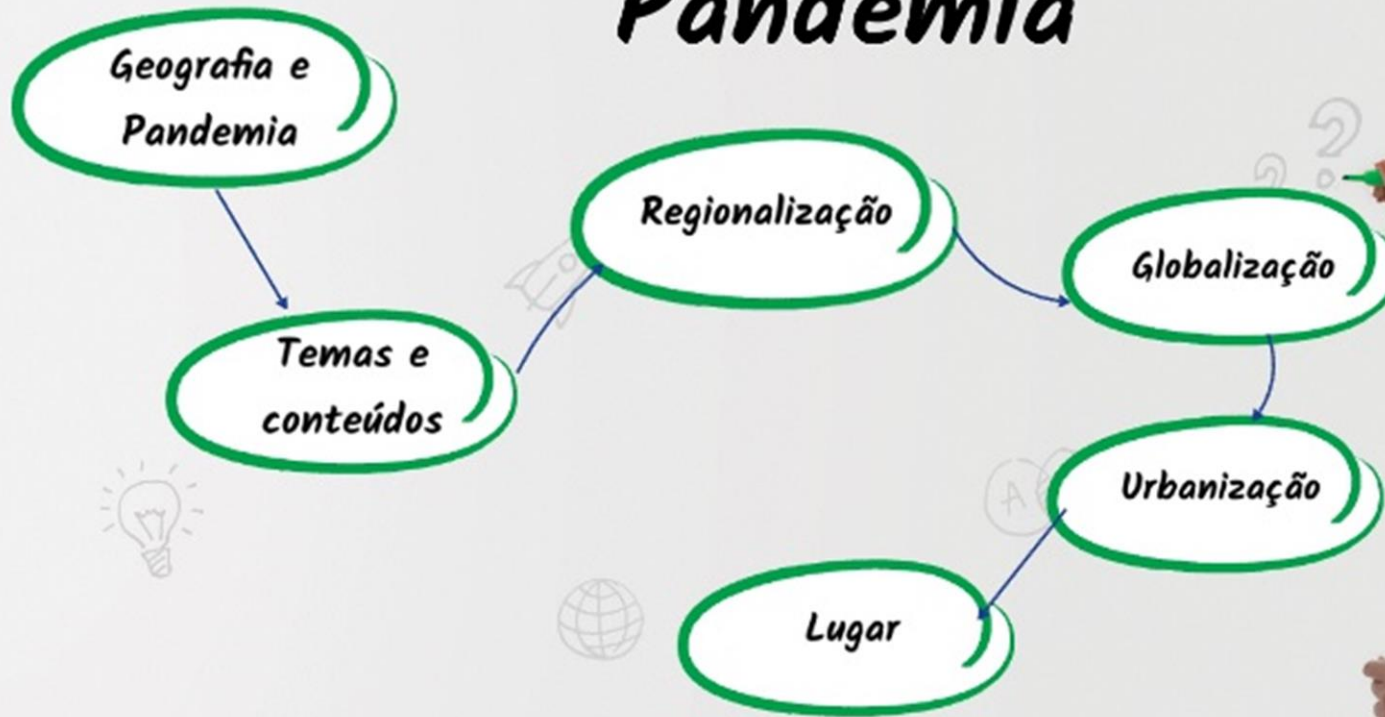 Pandemia
Geografia e
Pandemia
Temas e
conteúdos
Regionalização
Globalização
Urbanização
Lugar